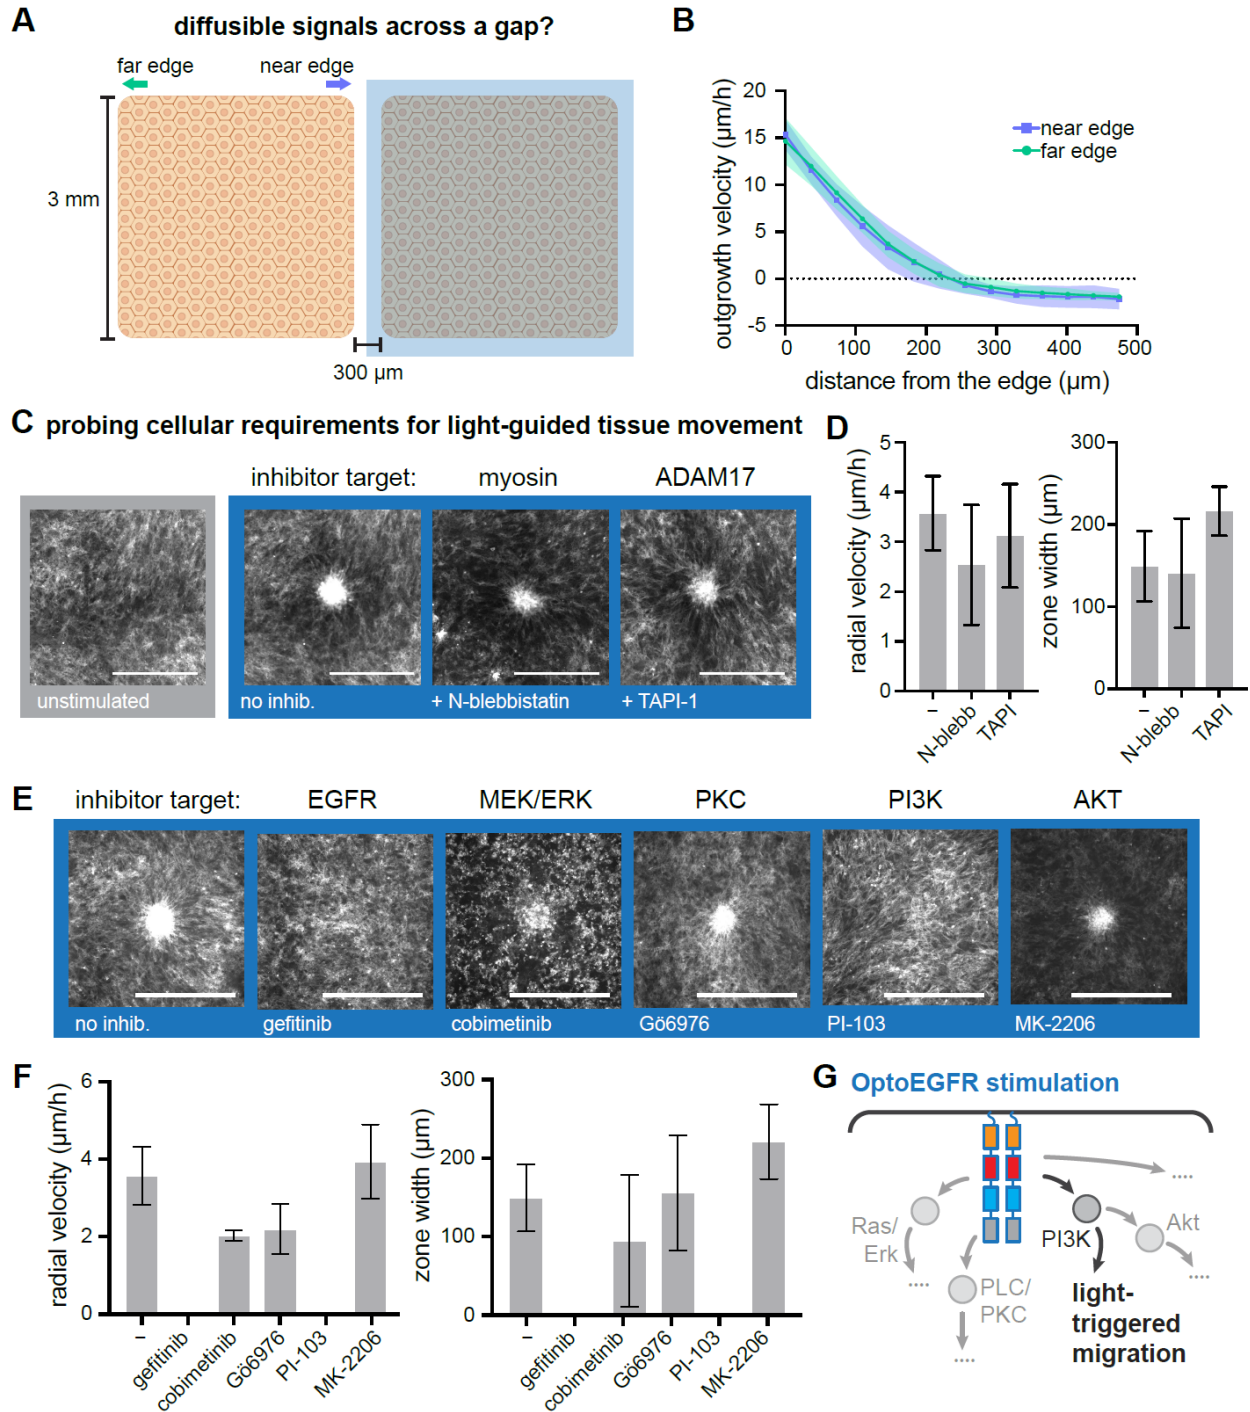 A
diffusible signals across a gap?
far edge
near edge
3 mm
300 µm
B
outgrowth velocity (µm/h)
20
15
10
5
0
-5
near edge
far edge
0 100 200 300 400 500
distance from the edge (µm)
C probing cellular requirements for light-guided tissue movement
inhibitor target: myosin ADAM17
unstimulated
no inhib.
+ N-blebbistatin
+ TAPI-1
D
radial velocity (µm/h)
5
4
3
2
1
0
– N-blebb TAPI
zone width (µm)
300
200
100
0
– N-blebb TAPI
E inhibitor target: EGFR MEK/ERK PKC PI3K AKT
no inhib. gefitinib cobimetinib Gö6976 PI-103 MK-2206
F
radial velocity (µm/h)
6
4
2
0
– gefitinib cobimetinib Gö6976 PI-103 MK-2206
zone width (µm)
300
200
100
0
– gefitinib cobimetinib Gö6976 PI-103 MK-2206
G OptoEGFR stimulation
....
Ras/
Erk
....
PLC/
PKC
....
PI3K
Akt
....
light-
triggered
migration